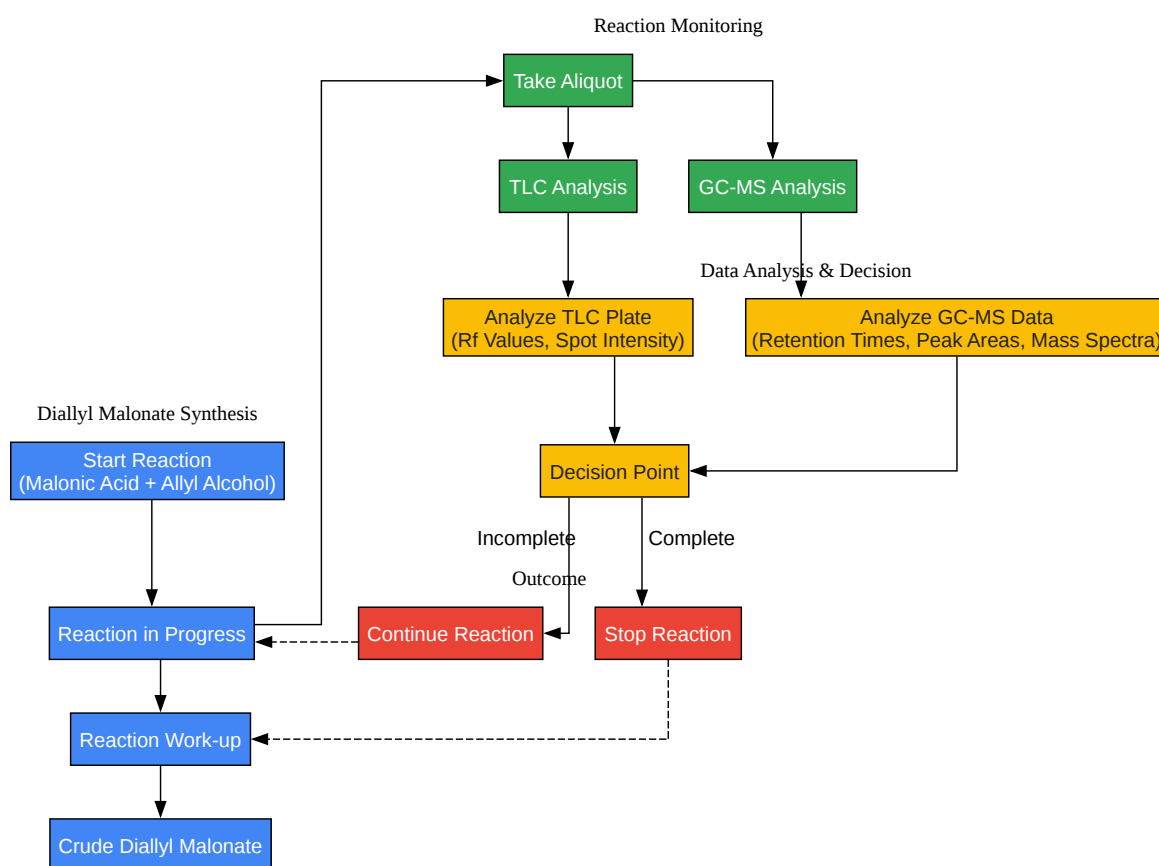 Reaction Monitoring
Take Aliquot
TLC Analysis
GC-MS Analysis
Data Analysis & Decision
Analyze TLC Plate
(Rf Values, Spot Intensity)
Analyze GC-MS Data
(Retention Times, Peak Areas, Mass Spectra)
Diallyl Malonate Synthesis
Start Reaction
(Malonic Acid + Allyl Alcohol)
Decision Point
Incomplete
Complete
Outcome
Reaction in Progress
Continue Reaction
Stop Reaction
Reaction Work-up
Crude Diallyl Malonate